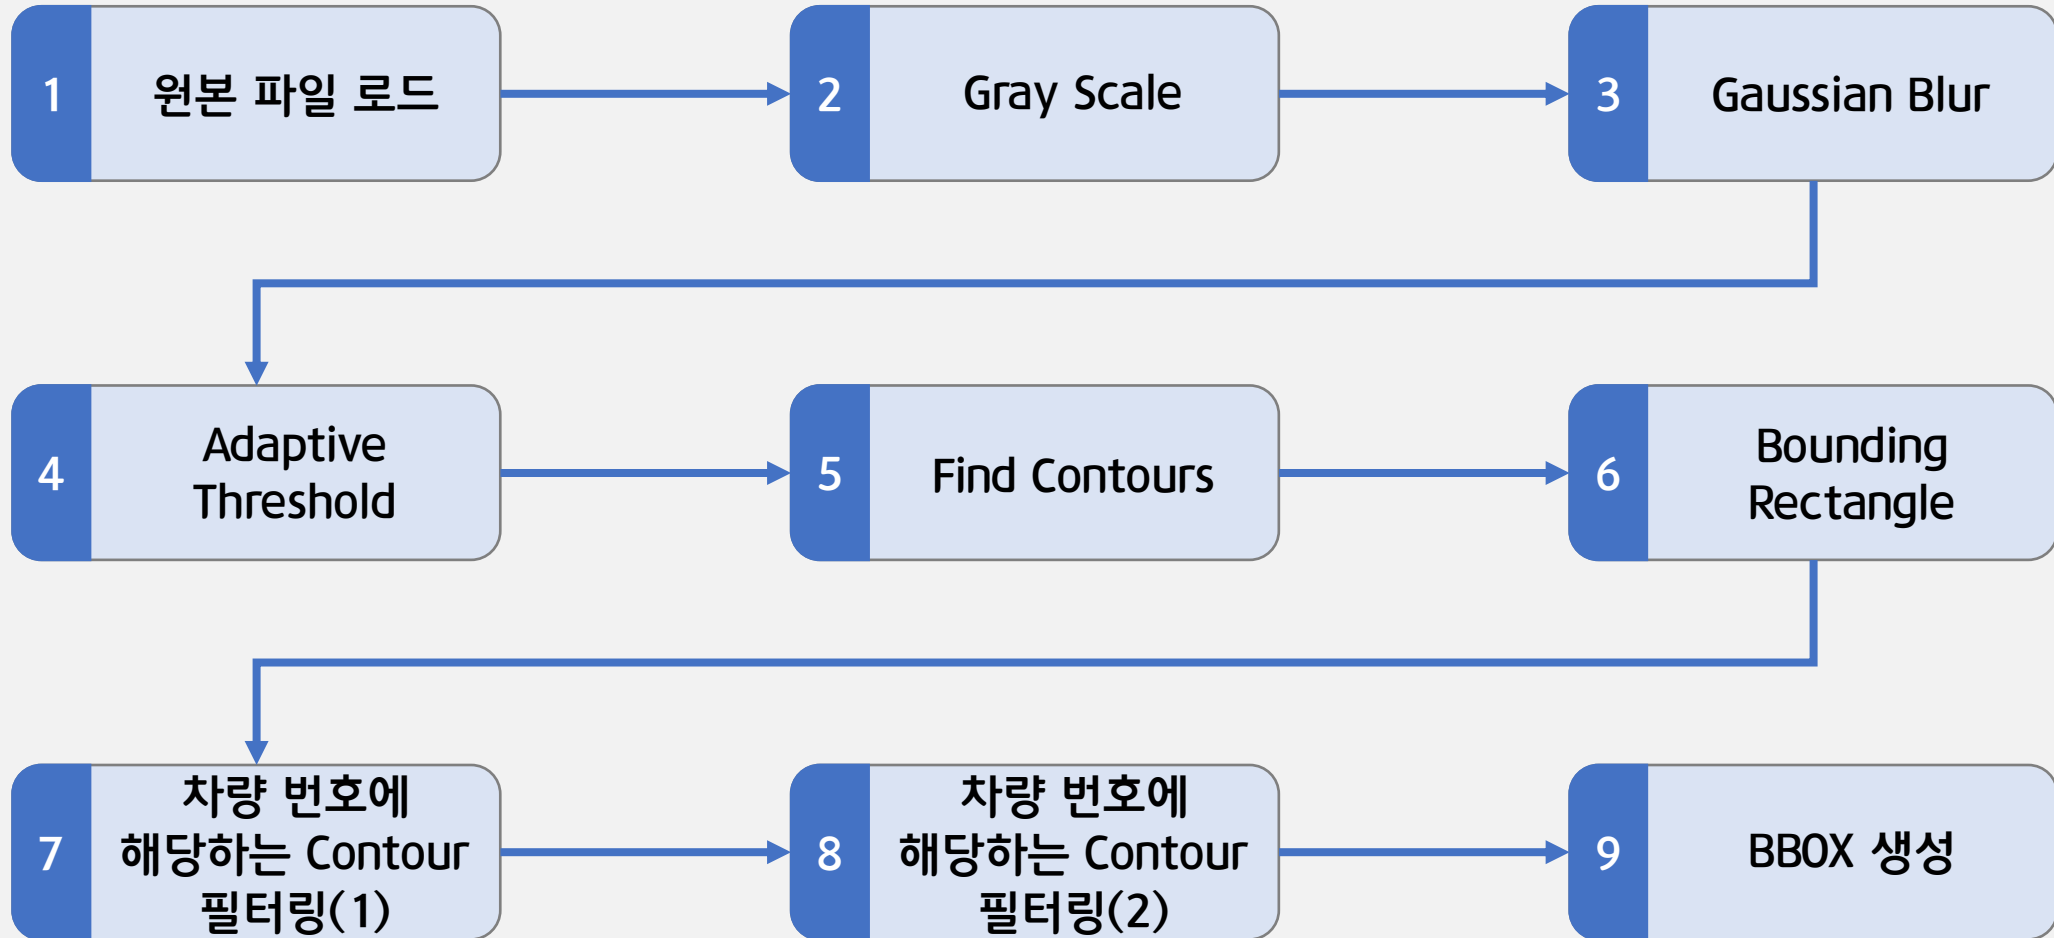 1
원본 파일 로드
2
Gray Scale
3
Gaussian Blur
4
Adaptive
Threshold
5
Find Contours
6
Bounding
Rectangle
7
차량 번호에
해당하는 Contour
필터링(1)
8
차량 번호에
해당하는 Contour
필터링(2)
9
BBOX 생성